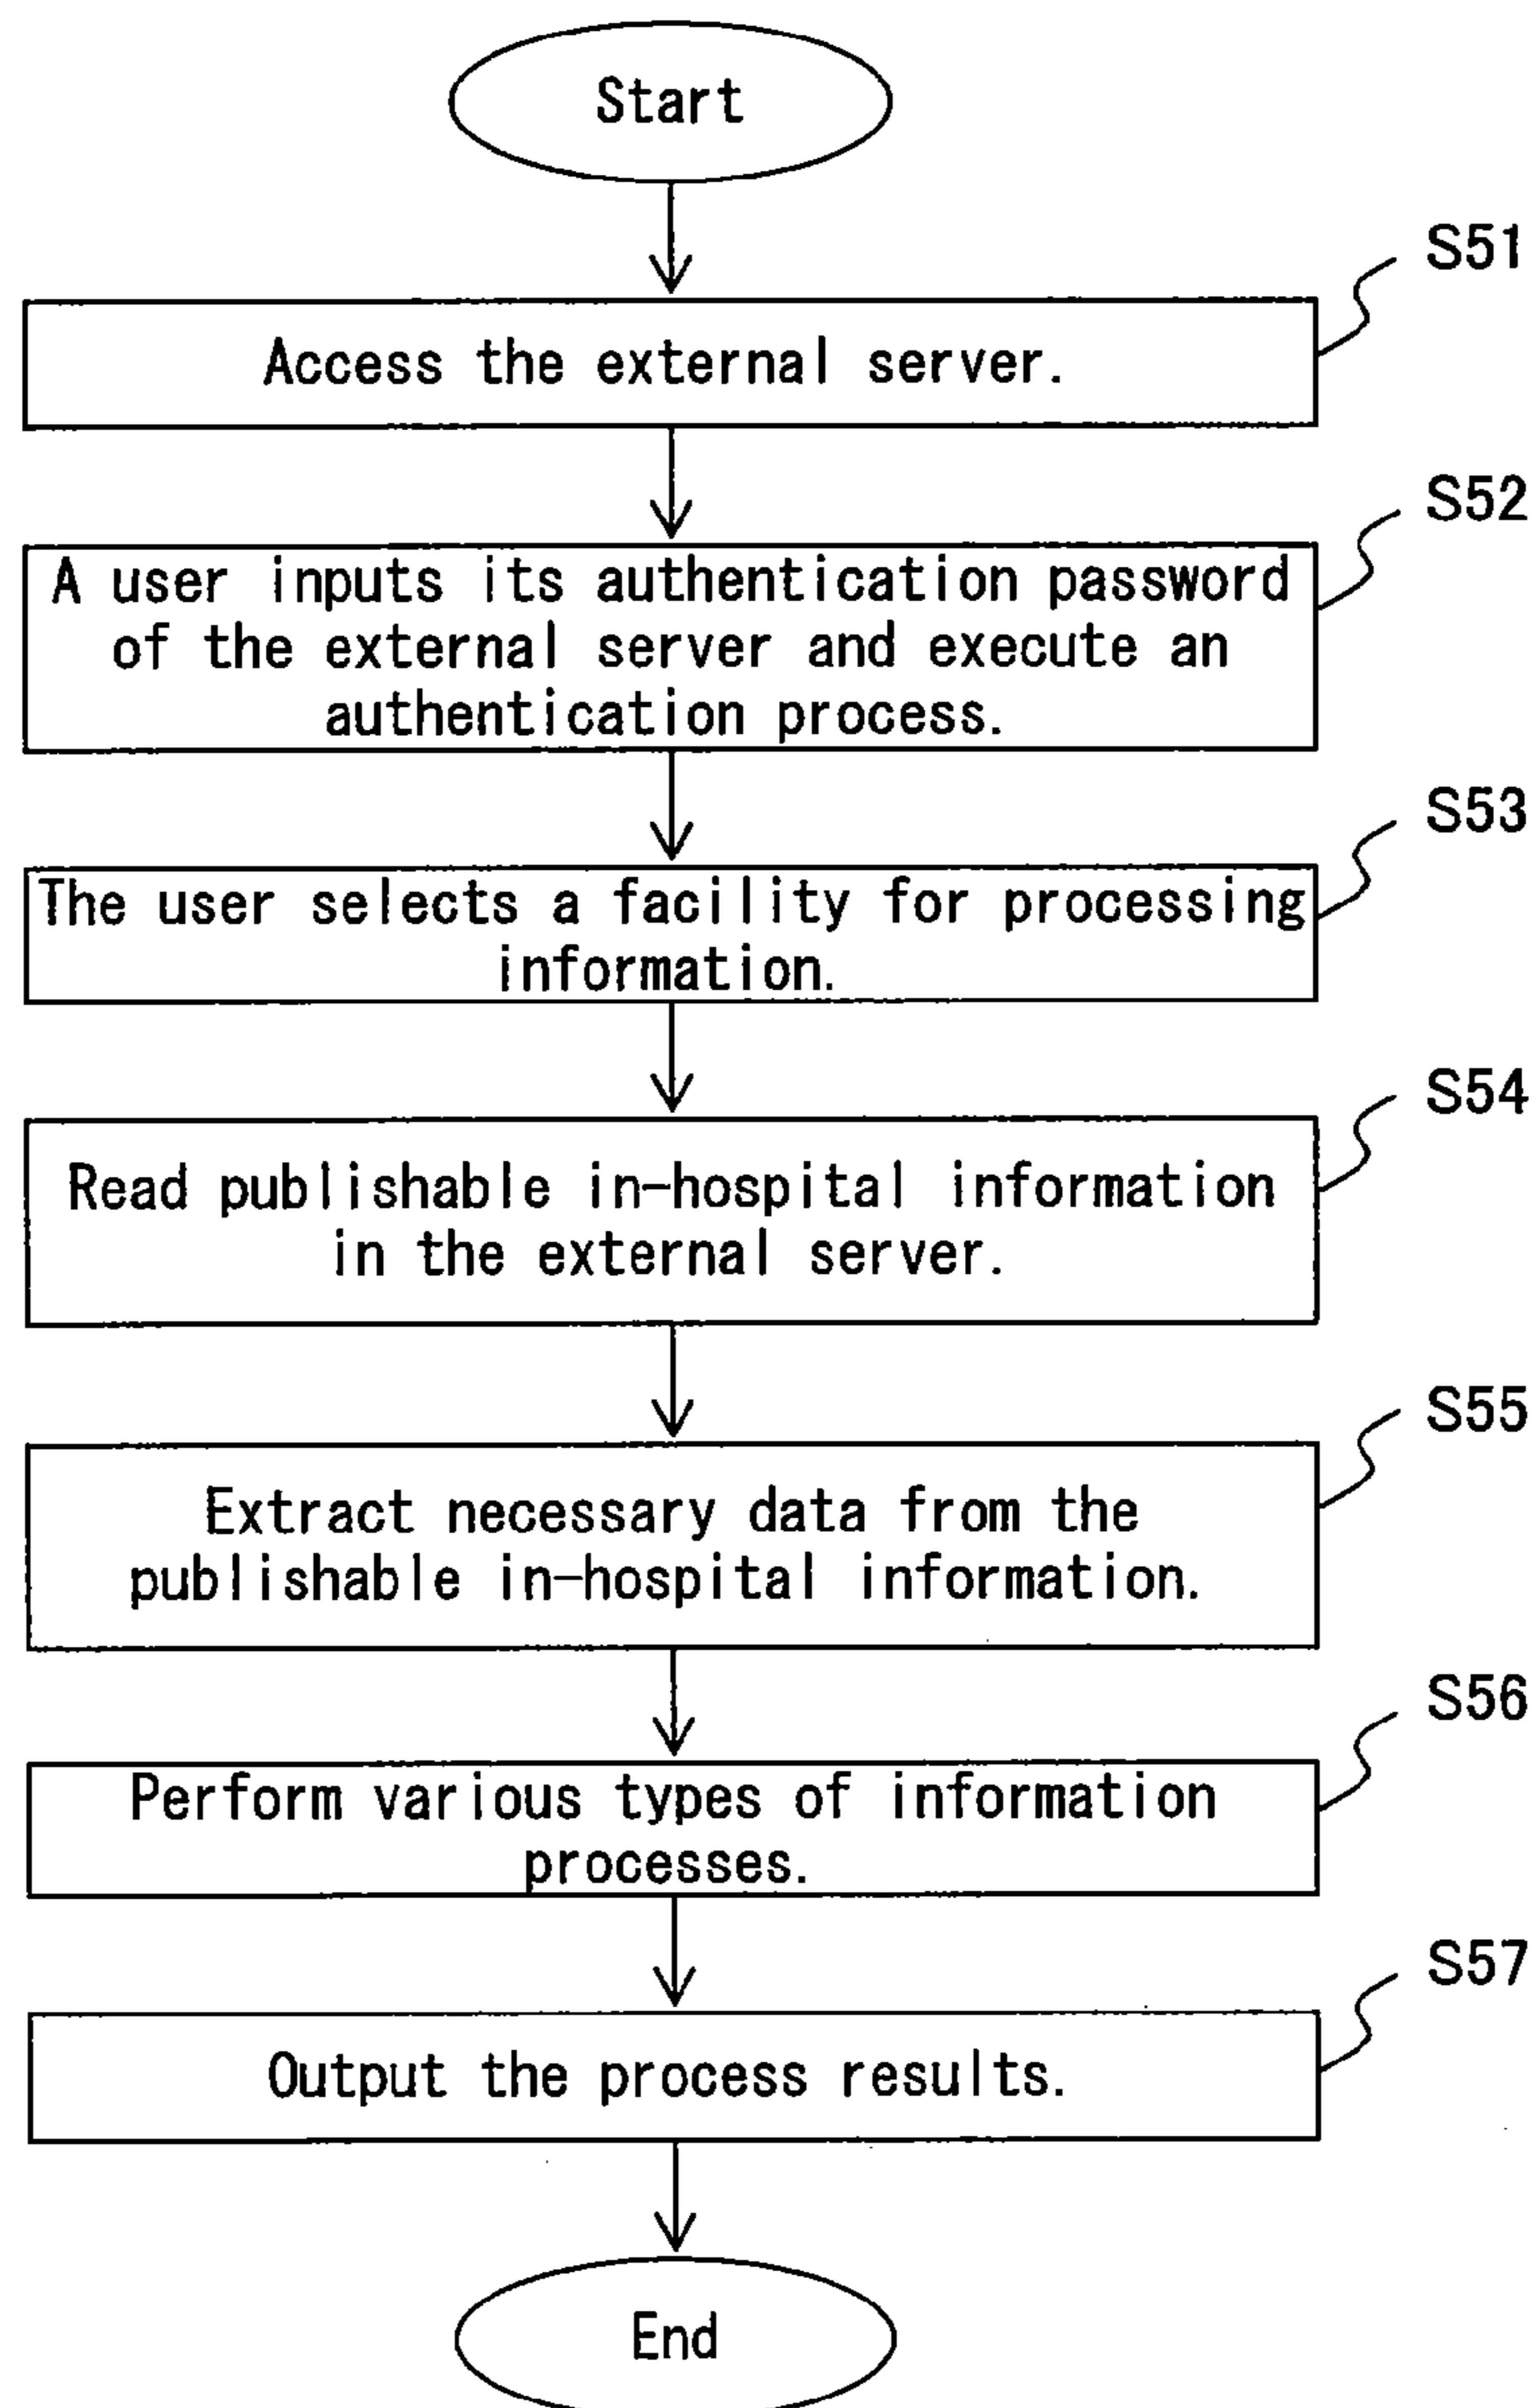 Start
S51
Access the external server.
S52
A user inputs its authentication password
of the external server and execute an
authentication process.
S53
The user selects a facility for processing
information.
S54
Read publishable in-hospital information
in the external server.
S55
Extract necessary data from the
publishable in-hospital information.
S56
Perform various types of information
processes.
S57
Output the process results.
End